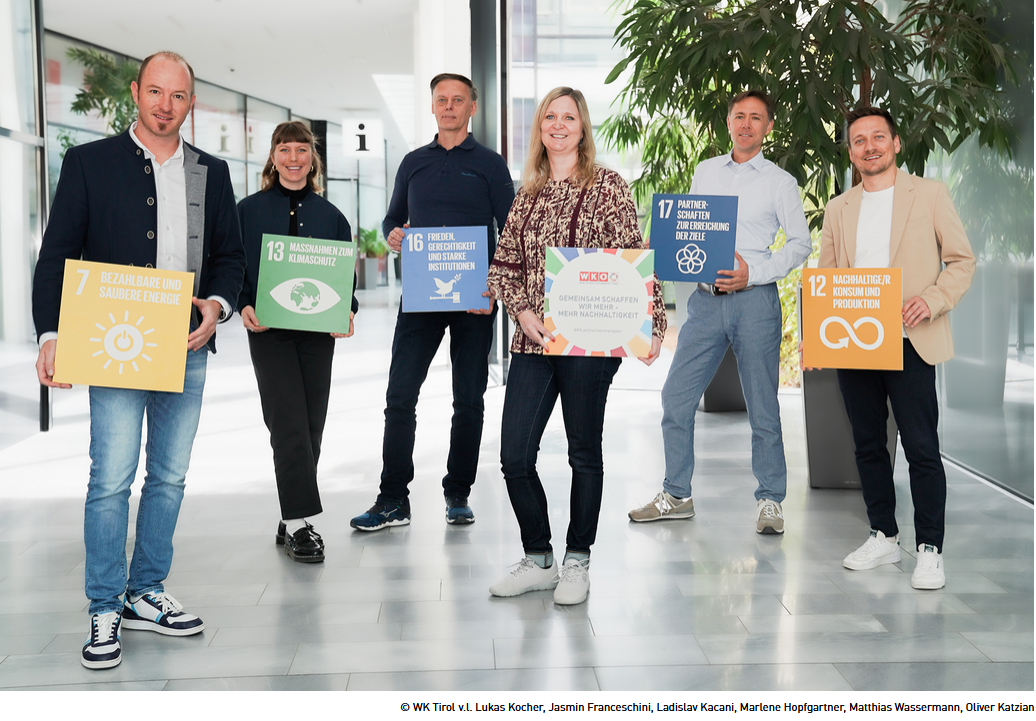 7 BEZAHLBARE UND
SAUBERE ENERGIE
13 MASSNAHMEN ZUM
KLIMASCHUTZ
16 FRIEDEN,
GERECHTIGKEIT
UND STARKE
INSTITUTIONEN
WKO
GEMEINSAM SCHAFFEN
WIR MEHR -
MEHR NACHHALTIGKEIT
17 PARTNER-
SCHAFTEN
ZUR ERREICHUNG
DER ZIELE
12 NACHHALTIGE/R
KONSUM UND
PRODUKTION
i
i
i
© WK Tirol v.l. Lukas Kocher, Jasmin Franceschini, Ladislav Kacani, Marlene Hopfgartner, Matthias Wassermann, Oliver Katzian